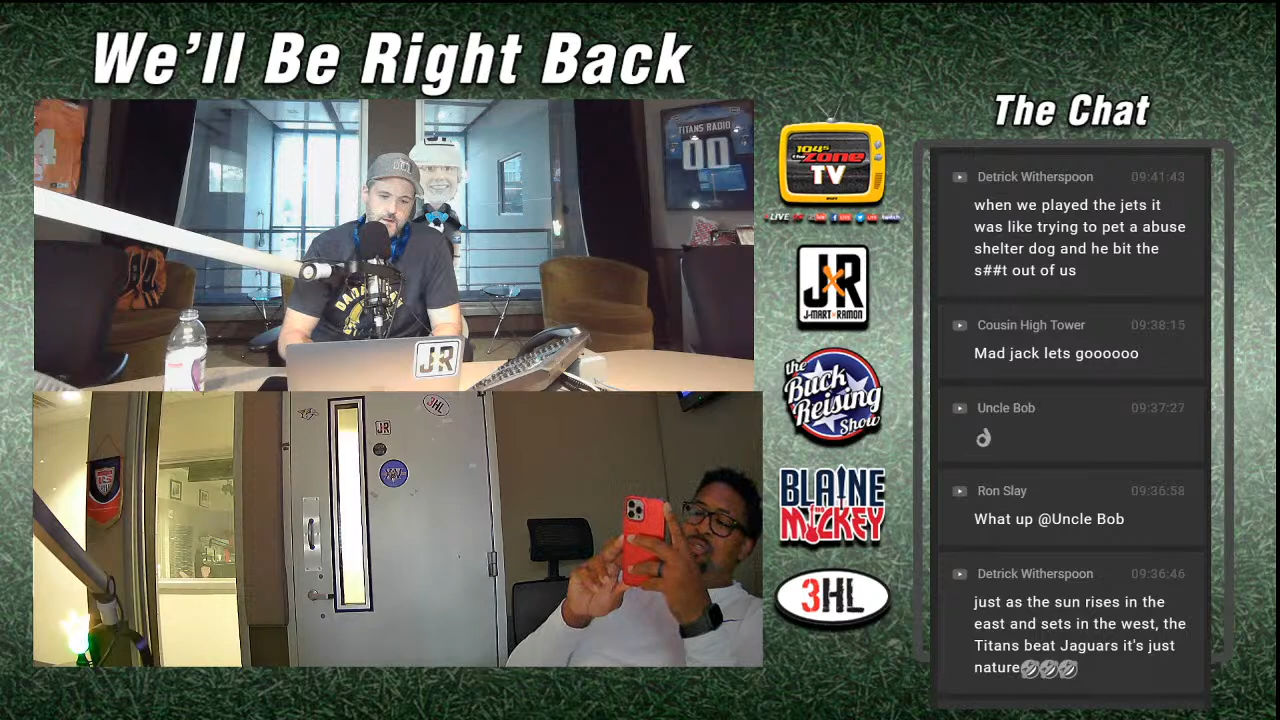 We'll Be Right Back
TITANS RADIO
00
JR
3HL
JR
104.5
the ZONE
TV
LIVE
JxR
J-MART x RAMON
the
Buck
Reising
Show
BLAINE
MICKEY
3HL
The Chat
Detrick Witherspoon 09:41:43
when we played the jets it
was like trying to pet a abuse
shelter dog and he bit the
s##t out of us
Cousin High Tower 09:38:15
Mad jack lets goooooo
Uncle Bob 09:37:27
👌
Ron Slay 09:36:58
What up @Uncle Bob
Detrick Witherspoon 09:36:46
just as the sun rises in the
east and sets in the west, the
Titans beat Jaguars it's just
nature🤣🤣🤣